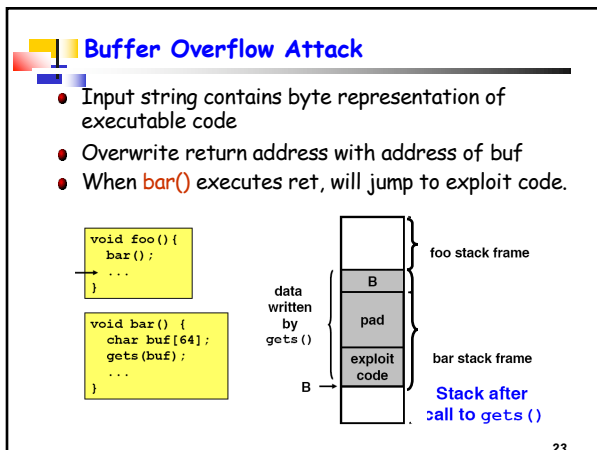 Buffer Overflow Attack
Input string contains byte representation of
executable code
Overwrite return address with address of buf
When bar() executes ret, will jump to exploit code.
void foo(){
bar();
...
}
void bar() {
char buf[64];
gets(buf);
...
}
data
written
by
gets()
B
pad
exploit
code
B
foo stack frame
bar stack frame
Stack after
call to gets()
23